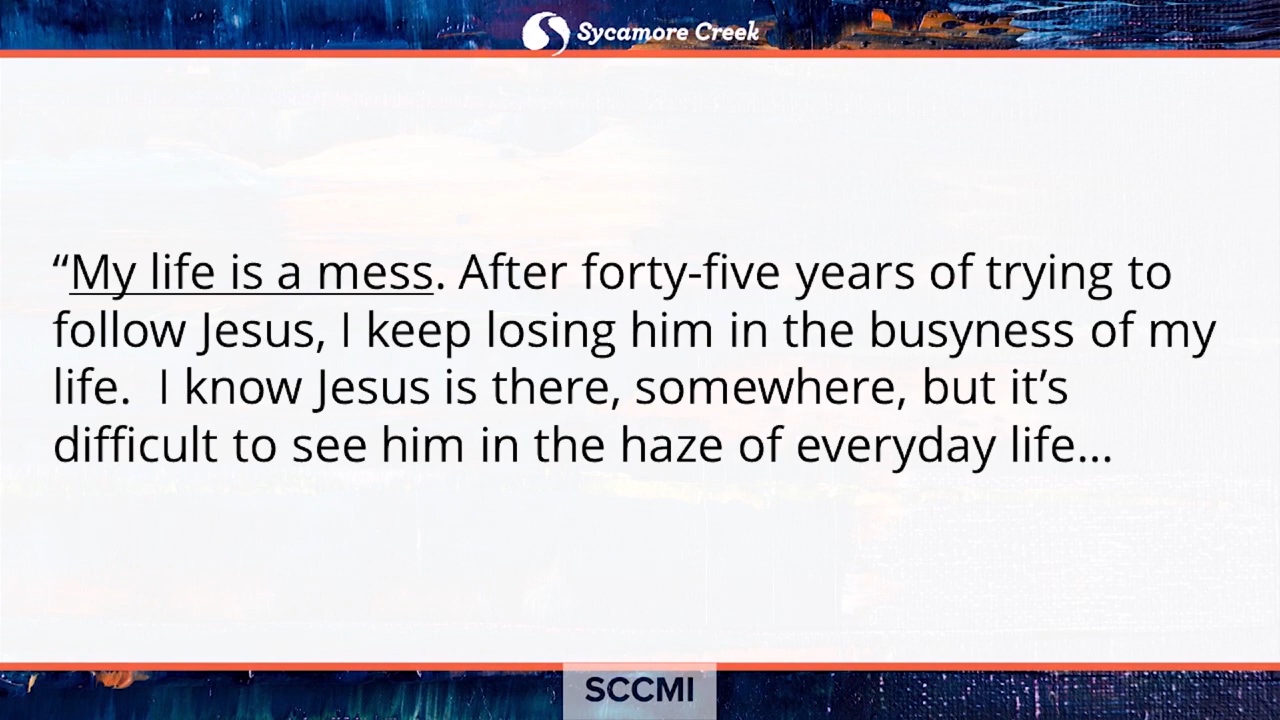 Sycamore Creek
“My life is a mess. After forty-five years of trying to
follow Jesus, I keep losing him in the busyness of my
life.  I know Jesus is there, somewhere, but it’s
difficult to see him in the haze of everyday life...
SCCMI